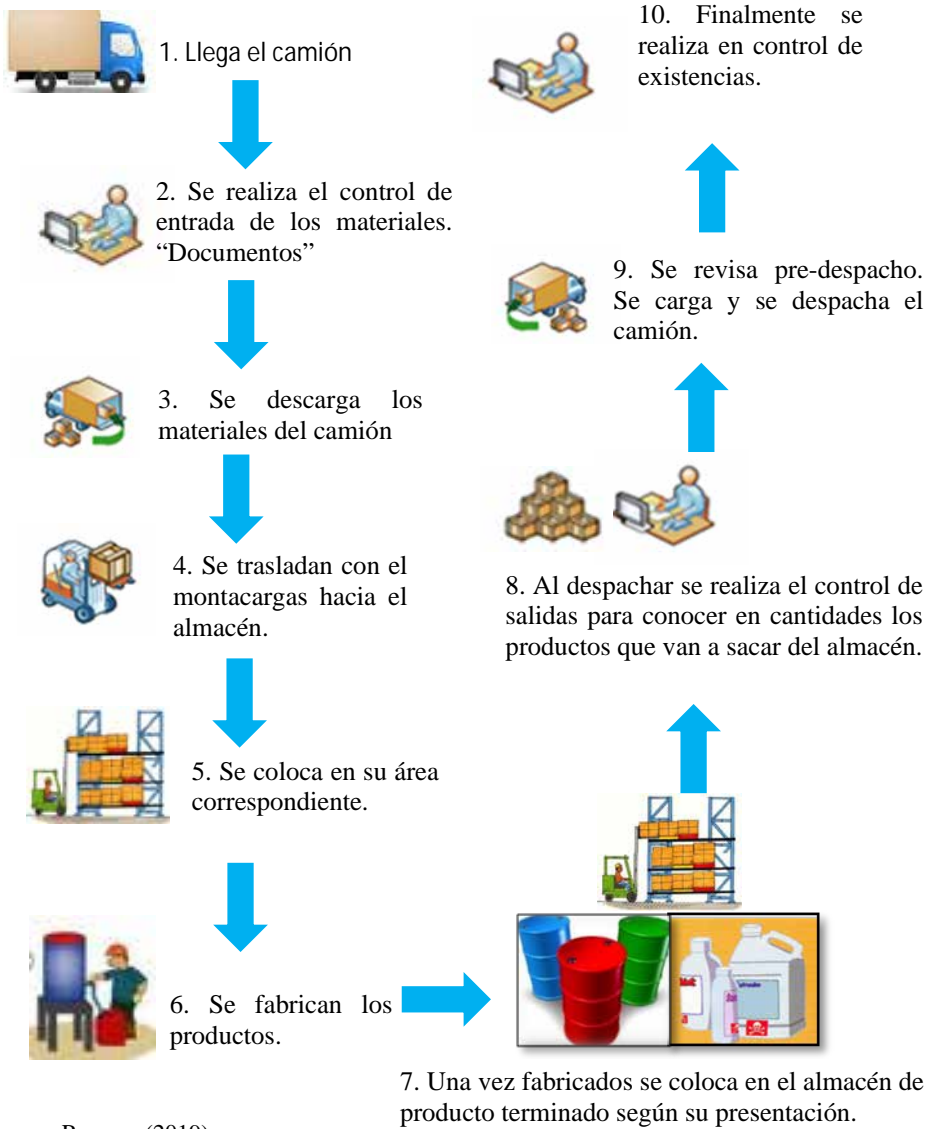 1. Llega el camión
2. Se realiza el control de
entrada de los materiales.
“Documentos”
3. Se descarga los
materiales del camión
4. Se trasladan con el
montacargas hacia el
almacén.
5. Se coloca en su área
correspondiente.
6. Se fabrican los
productos.
7. Una vez fabricados se coloca en el almacén de
producto terminado según su presentación.
8. Al despachar se realiza el control de
salidas para conocer en cantidades los
productos que van a sacar del almacén.
9. Se revisa pre-despacho.
Se carga y se despacha el
camión.
10. Finalmente se
realiza en control de
existencias.